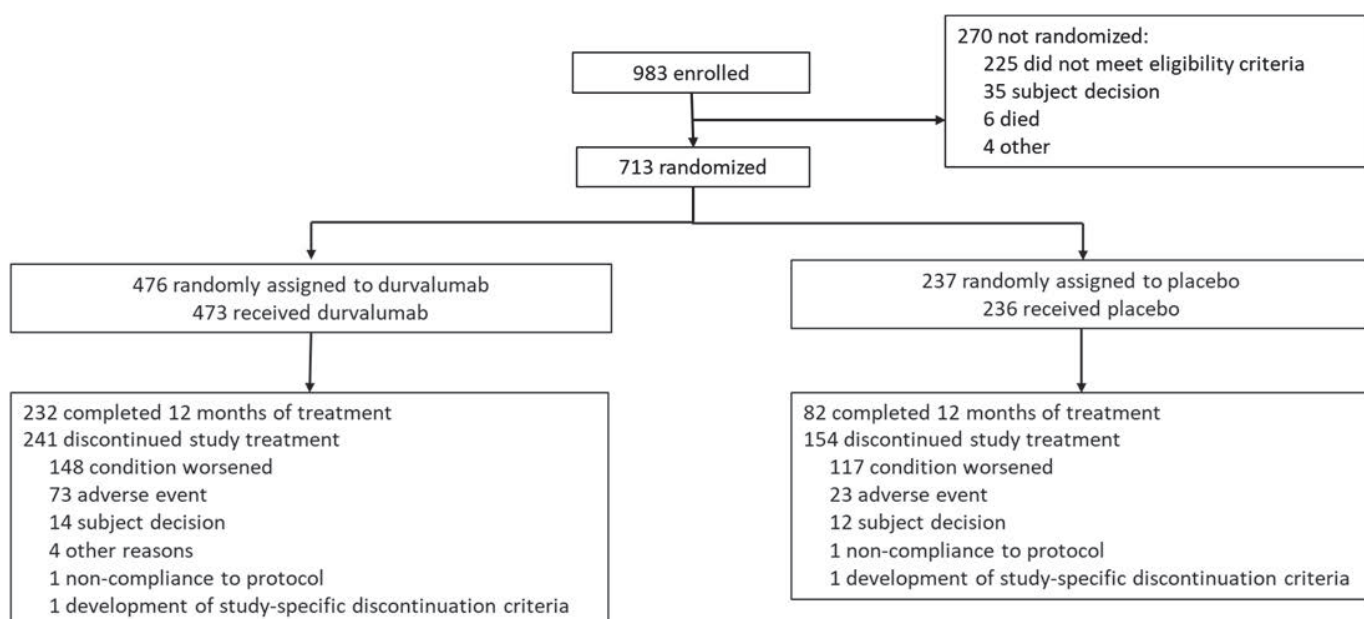 983 enrolled
270 not randomized:
225 did not meet eligibility criteria
35 subject decision
6 died
4 other
713 randomized
476 randomly assigned to durvalumab
473 received durvalumab
237 randomly assigned to placebo
236 received placebo
232 completed 12 months of treatment
241 discontinued study treatment
148 condition worsened
73 adverse event
14 subject decision
4 other reasons
1 non-compliance to protocol
1 development of study-specific discontinuation criteria
82 completed 12 months of treatment
154 discontinued study treatment
117 condition worsened
23 adverse event
12 subject decision
1 non-compliance to protocol
1 development of study-specific discontinuation criteria